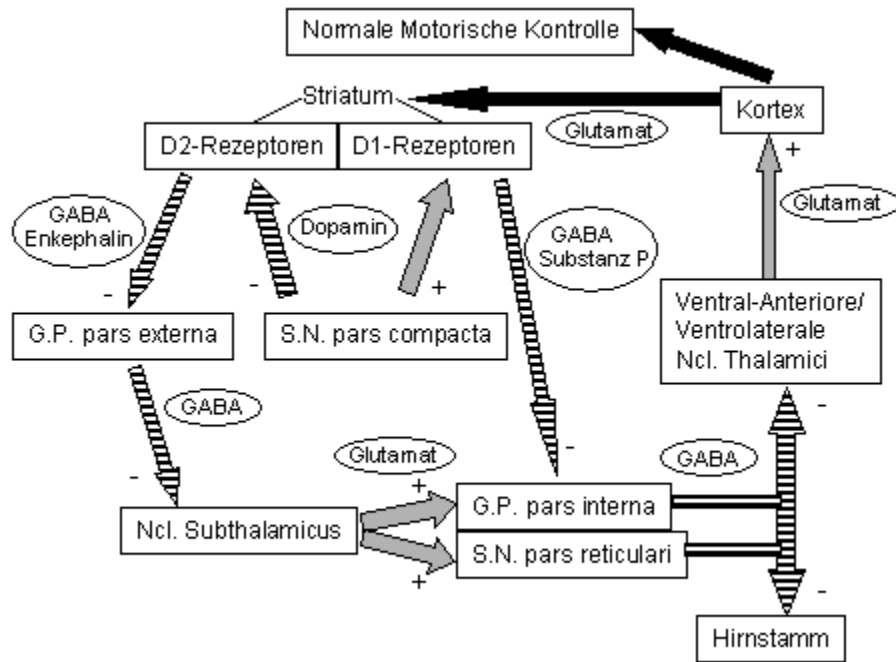 Normale Motorische Kontrolle
Striatum
Kortex
Glutamat
D2-Rezeptoren
D1-Rezeptoren
+
GABA
Enkephalin
Dopamin
GABA
Substanz P
Glutamat
-
-
+
G.P. pars externa
S.N. pars compacta
Ventral-Anteriore/
Ventrolaterale
Ncl. Thalamici
GABA
-
-
Glutamat
-
GABA
+
G.P. pars interna
Ncl. Subthalamicus
S.N. pars reticulari
+
-
Hirnstamm